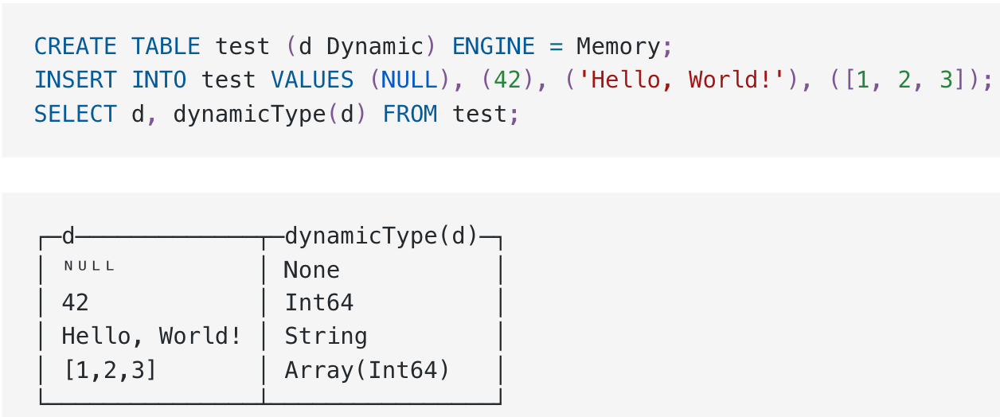 CREATE TABLE test (d Dynamic) ENGINE = Memory;
INSERT INTO test VALUES (NULL), (42), ('Hello, World!'), ([1, 2, 3]);
SELECT d, dynamicType(d) FROM test;
┌─d─────────────┬─dynamicType(d)─┐
│ ᴺᵁᴸᴸ          │ None           │
│ 42            │ Int64          │
│ Hello, World! │ String         │
│ [1,2,3]       │ Array(Int64)   │
└───────────────┴────────────────┘